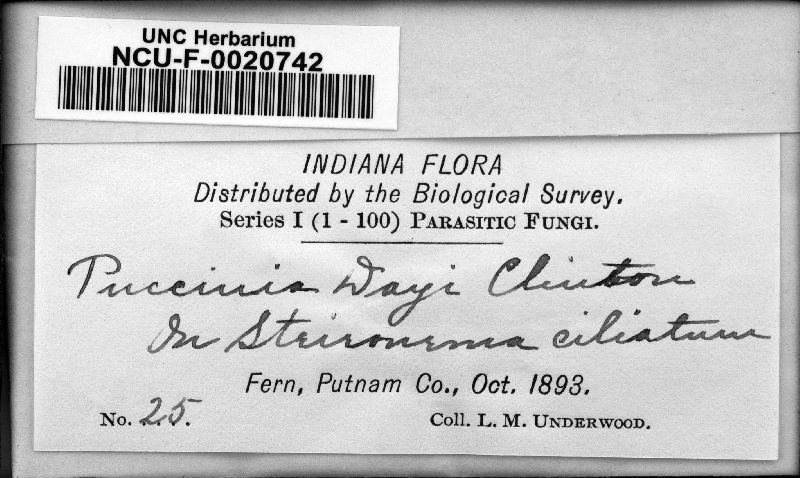 UNC Herbarium
NCU-F-0020742
INDIANA FLORA
Distributed by the Biological Survey.
Series I (1 - 100) PARASITIC FUNGI.
Puccinia Dayi Clinton
On Steironema ciliatum
Fern, Putnam Co., Oct. 1893.
No. 25.
Coll. L. M. UNDERWOOD.